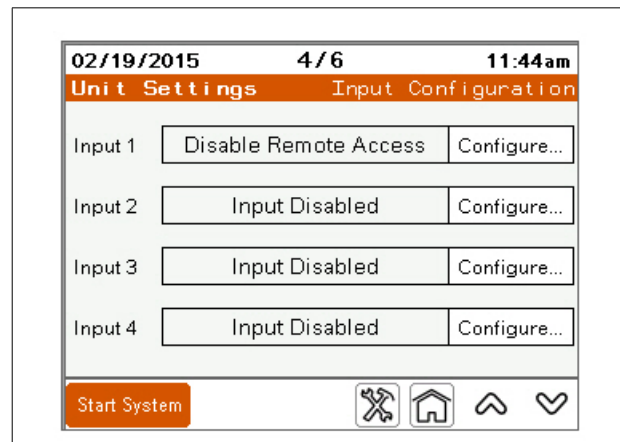 02/19/2015 4/6 11:44am
Unit Settings Input Configuration
Input 1 Disable Remote Access Configure...
Input 2 Input Disabled Configure...
Input 3 Input Disabled Configure...
Input 4 Input Disabled Configure...
Start System